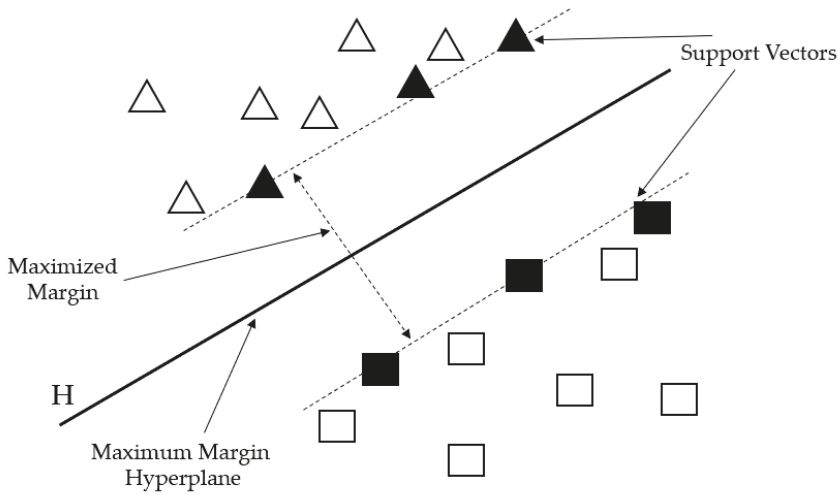 Support Vectors
Maximized
Margin
H
Maximum Margin
Hyperplane